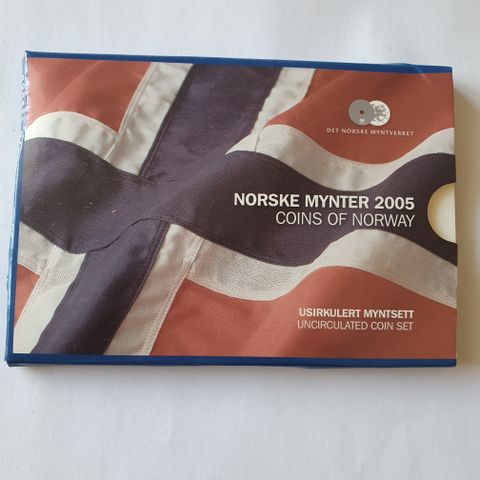 DET NORSKE MYNTVERKET
NORSKE MYNTER 2005
COINS OF NORWAY
USIRKULERT MYNTSETT
UNCIRCULATED COIN SET